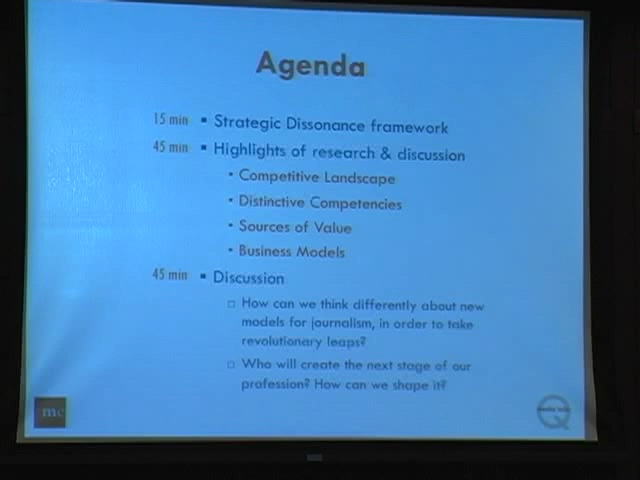 Agenda
15 min ▪ Strategic Dissonance framework
45 min ▪ Highlights of research & discussion
• Competitive Landscape
• Distinctive Competencies
• Sources of Value
• Business Models
45 min ▪ Discussion
□ How can we think differently about new
models for journalism, in order to take
revolutionary leaps?
□ Who will create the next stage of our
profession? How can we shape it?
mc